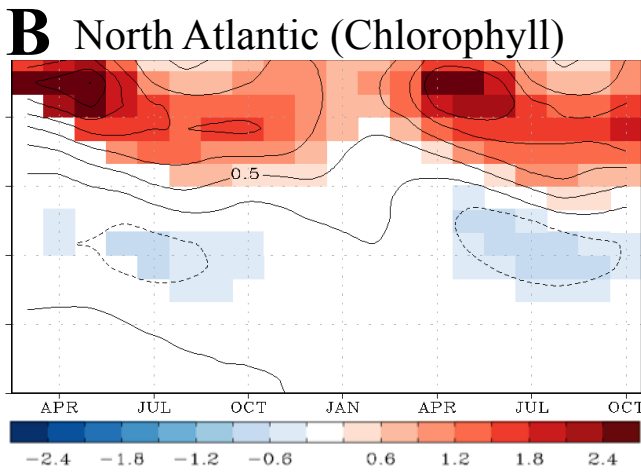 B North Atlantic (Chlorophyll)
0.5
APR JUL OCT JAN APR JUL OCT
−2.4 −1.8 −1.2 −0.6 0.6 1.2 1.8 2.4